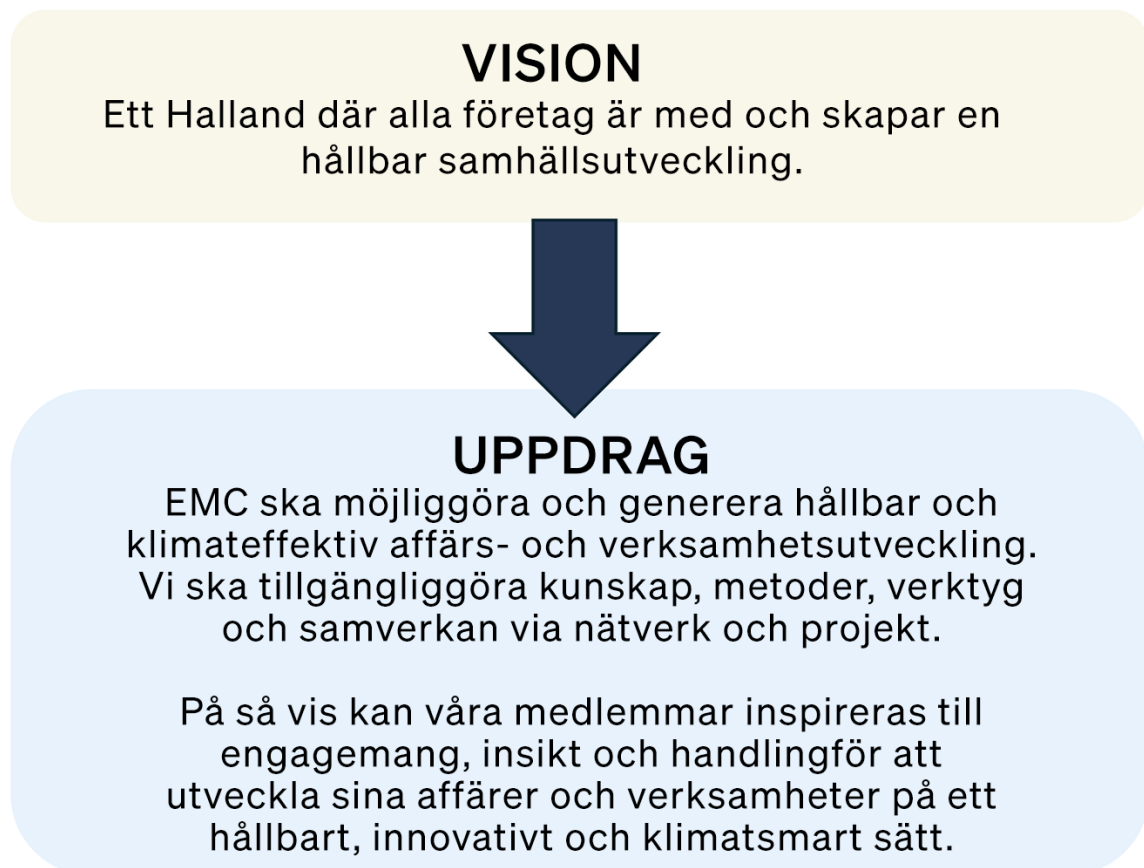 VISION
Ett Halland där alla företag är med och skapar en
hållbar samhällsutveckling.
UPPDRAG
EMC ska möjliggöra och generera hållbar och
klimateffektiv affärs- och verksamhetsutveckling.
Vi ska tillgängliggöra kunskap, metoder, verktyg
och samverkan via nätverk och projekt.
På så vis kan våra medlemmar inspireras till
engagemang, insikt och handlingför att
utveckla sina affärer och verksamheter på ett
hållbart, innovativt och klimatsmart sätt.